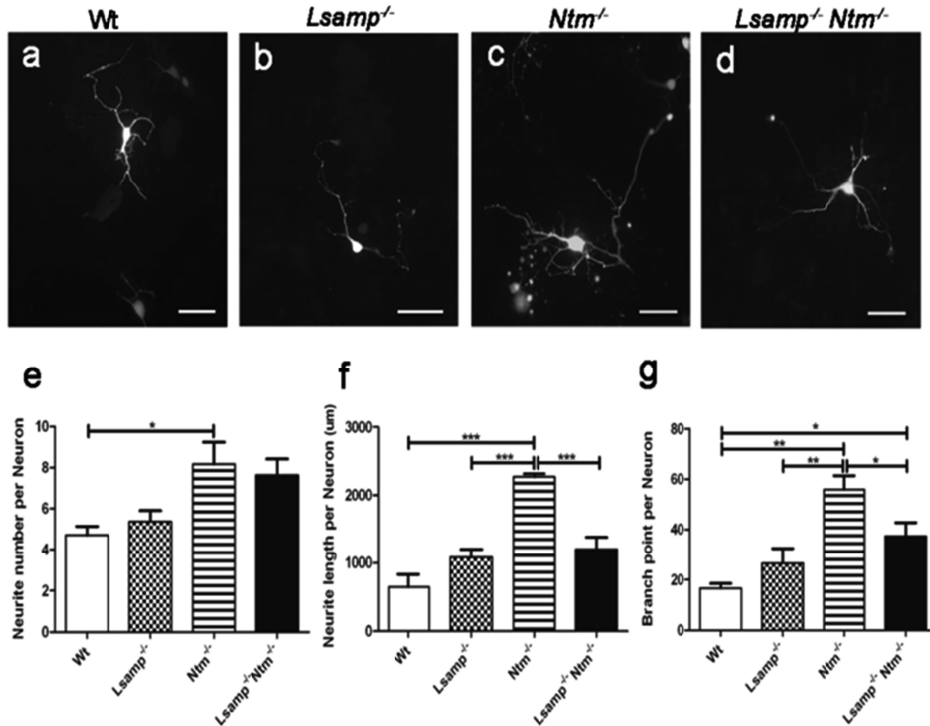 Wt
Lsamp-/-
Ntm-/-
Lsamp-/- Ntm-/-
a
b
c
d
e
Neurite number per Neuron
10
8
6
4
2
0
*
Wt
Lsamp-/-
Ntm-/-
Lsamp-/-Ntm-/-
f
Neurite length per Neuron (um)
3000
2000
1000
0
***
***
***
Wt
Lsamp-/-
Ntm-/-
Lsamp-/- Ntm-/-
g
Branch point per Neuron
80
60
40
20
0
*
**
**
*
Wt
Lsamp-/-
Ntm-/-
Lsamp-/- Ntm-/-